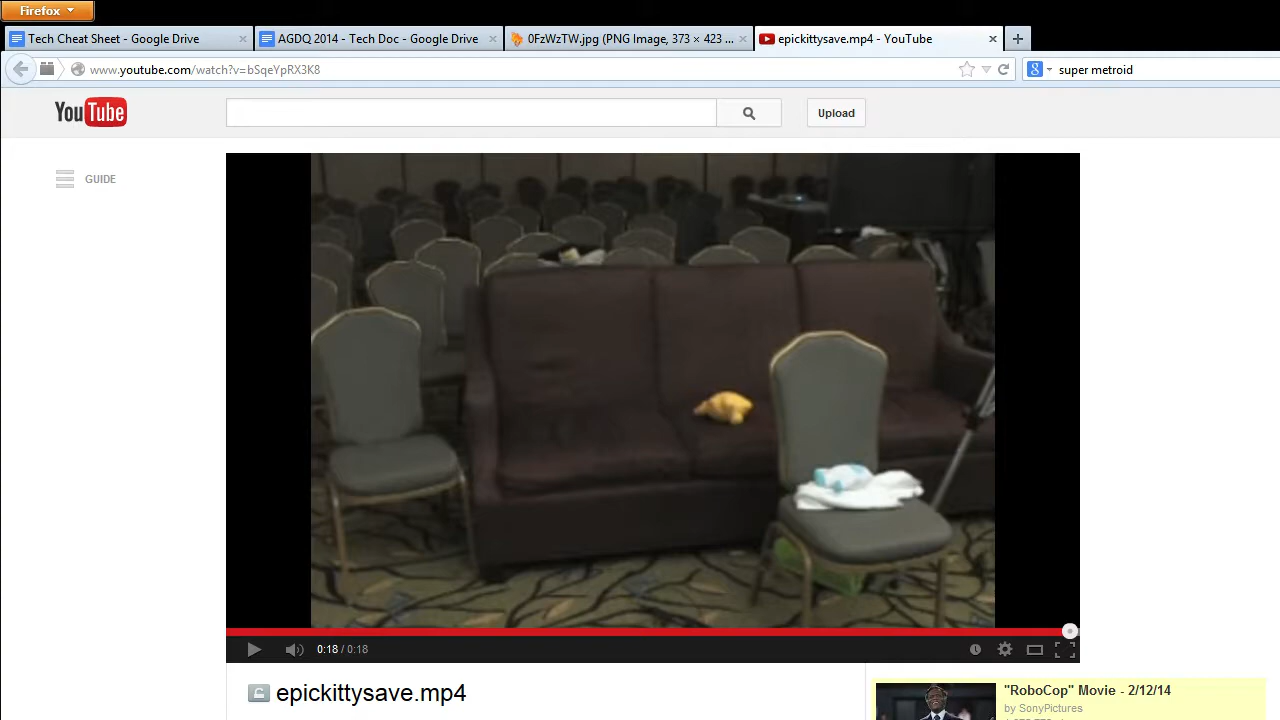 Firefox
Tech Cheat Sheet - Google Drive
AGDQ 2014 - Tech Doc - Google Drive
0FzWzTW.jpg (PNG Image, 373 × 423 ...
epickittysave.mp4 - YouTube
www.youtube.com/watch?v=bSqeYpRX3K8
super metroid
YouTube
Upload
GUIDE
0:18 / 0:18
epickittysave.mp4
"RoboCop" Movie - 2/12/14
by SonyPictures